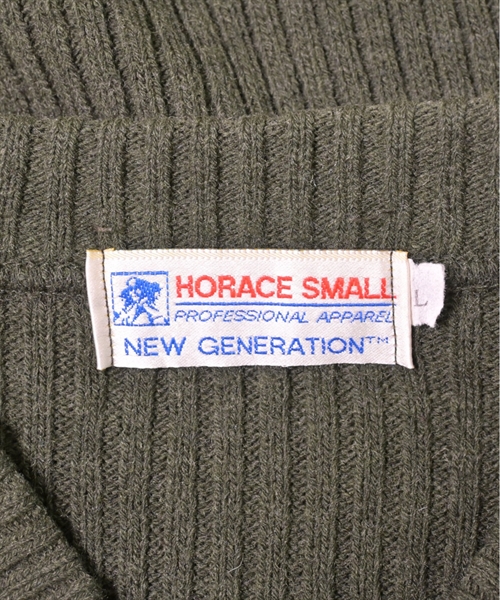 HORACE SMALL
PROFESSIONAL APPAREL
NEW GENERATION™
L